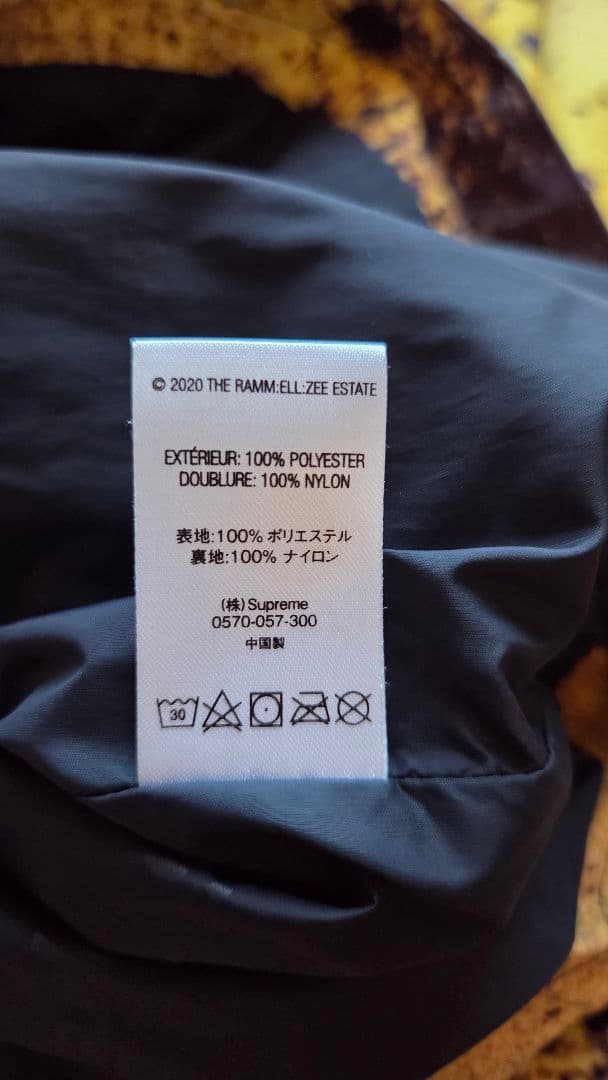 © 2020 THE RAMM:ELL:ZEE ESTATE
EXTÉRIEUR: 100% POLYESTER
DOUBLURE: 100% NYLON
表地:100% ポリエステル
裏地:100% ナイロン
(株)Supreme
0570-057-300
中国製
30